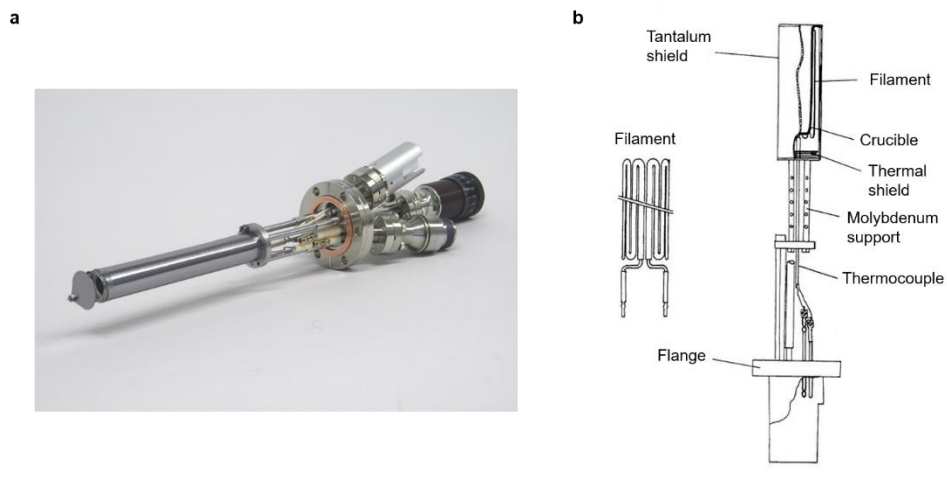 a
b
Tantalum
shield
Filament
Filament
Crucible
Thermal
shield
Molybdenum
support
Thermocouple
Flange